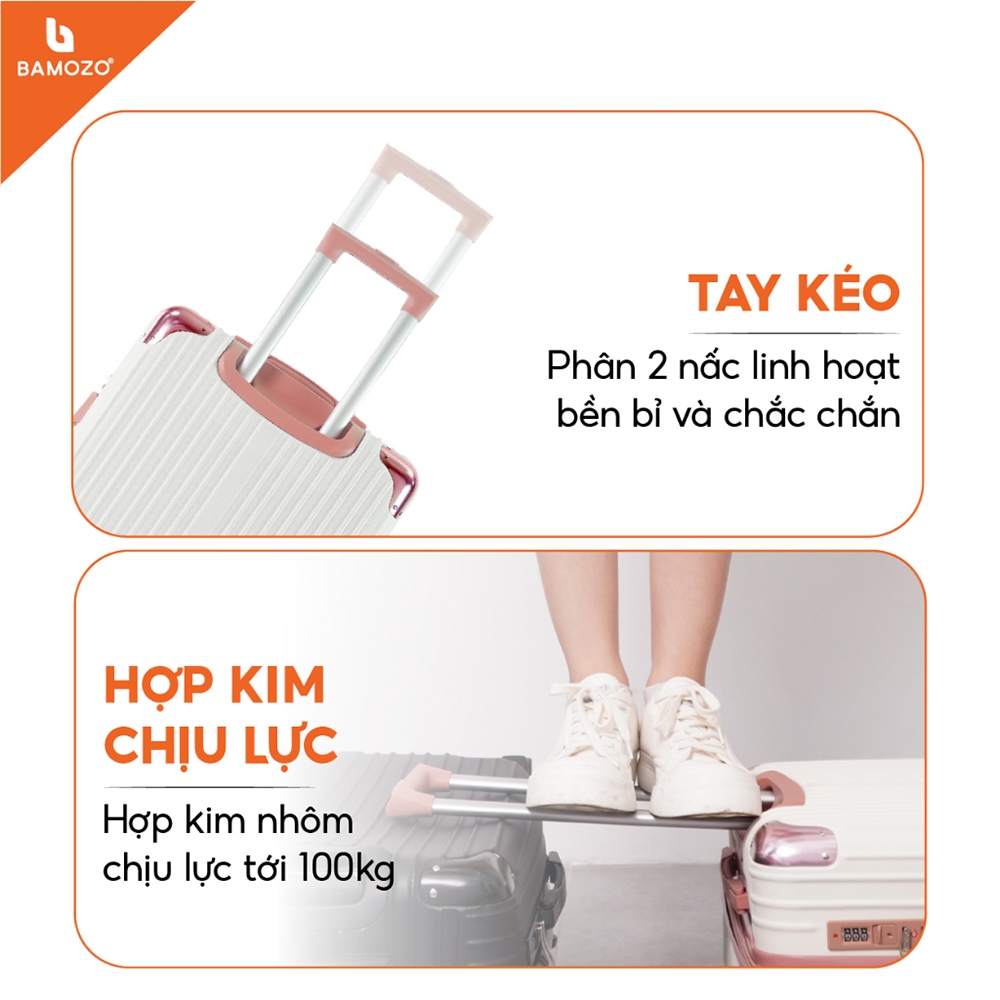 BAMOZO®
TAY KÉO
Phân 2 nấc linh hoạt
bền bỉ và chắc chắn
HỢP KIM
CHỊU LỰC
Hợp kim nhôm
chịu lực tới 100kg